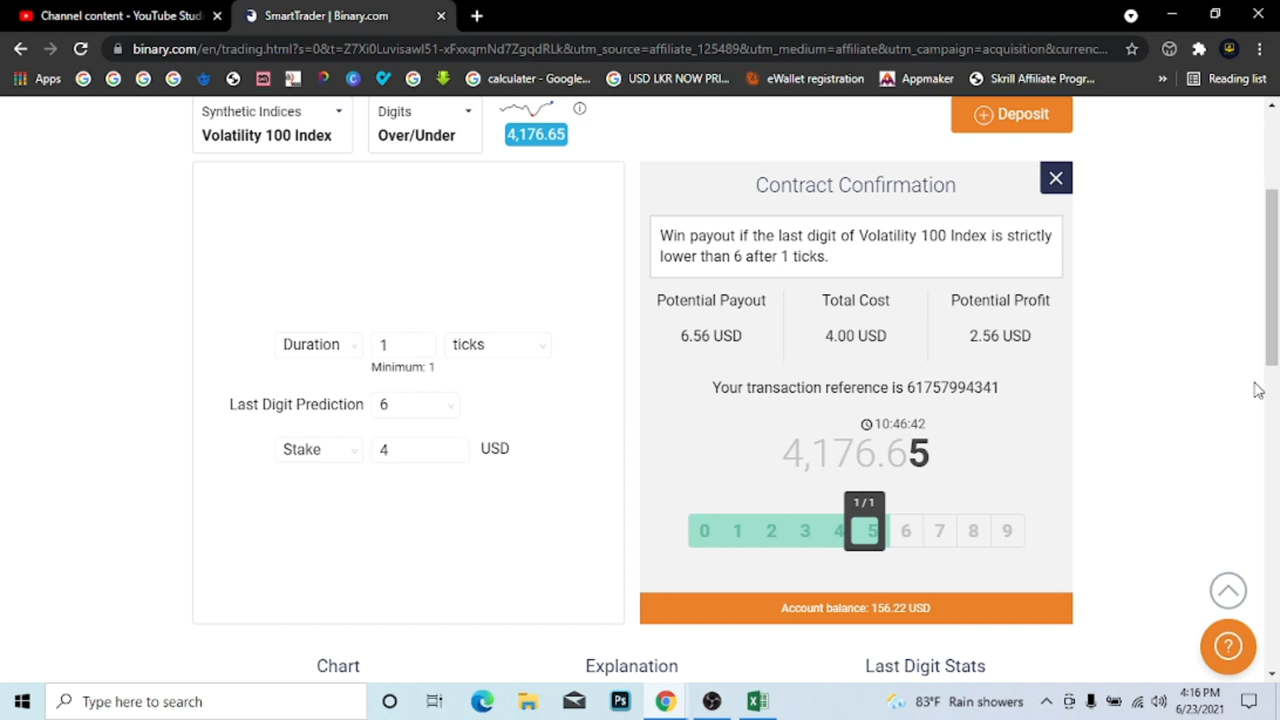 Channel content - YouTube Stud
SmartTrader | Binary.com
binary.com/en/trading.html?s=0&t=Z7Xi0Luvisawl51-xFxxqmNd7ZgqdRLk&utm_source=affiliate_125489&utm_medium=affiliate&utm_campaign=acquisition&currenc...
Apps
calculater - Google...
USD LKR NOW PRI...
eWallet registration
Appmaker
Skrill Affiliate Progr...
»
Reading list
Synthetic Indices
Volatility 100 Index
Digits
Over/Under
4,176.65
Deposit
Contract Confirmation
Win payout if the last digit of Volatility 100 Index is strictly
lower than 6 after 1 ticks.
Potential Payout Total Cost Potential Profit
6.56 USD 4.00 USD 2.56 USD
Your transaction reference is 61757994341
10:46:42
4,176.65
1 / 1
0 1 2 3 4 5 6 7 8 9
Account balance: 156.22 USD
Duration 1 ticks
Minimum: 1
Last Digit Prediction 6
Stake 4 USD
Chart Explanation Last Digit Stats
Type here to search
Ps
83°F Rain showers
4:16 PM
6/23/2021